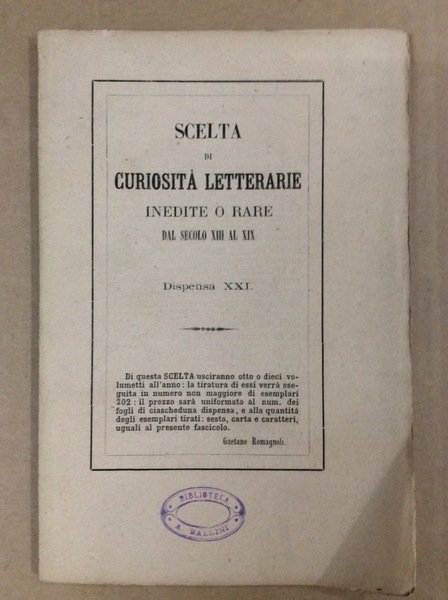 SCELTA
DI
CURIOSITÀ LETTERARIE
INEDITE O RARE
DAL SECOLO XIII AL XIX
Dispensa XXI.
Di questa SCELTA usciranno otto o dieci vo-
lumetti all'anno: la tiratura di essi verrà ese-
guita in numero non maggiore di esemplari
202: il prezzo sarà uniformato al num. dei
fogli di ciascheduna dispensa, e alla quantità
degli esemplari tirati: sesto, carta e caratteri,
uguali al presente fascicolo.
Gaetano Romagnoli.
BIBLIOTECA
A. MALLINI